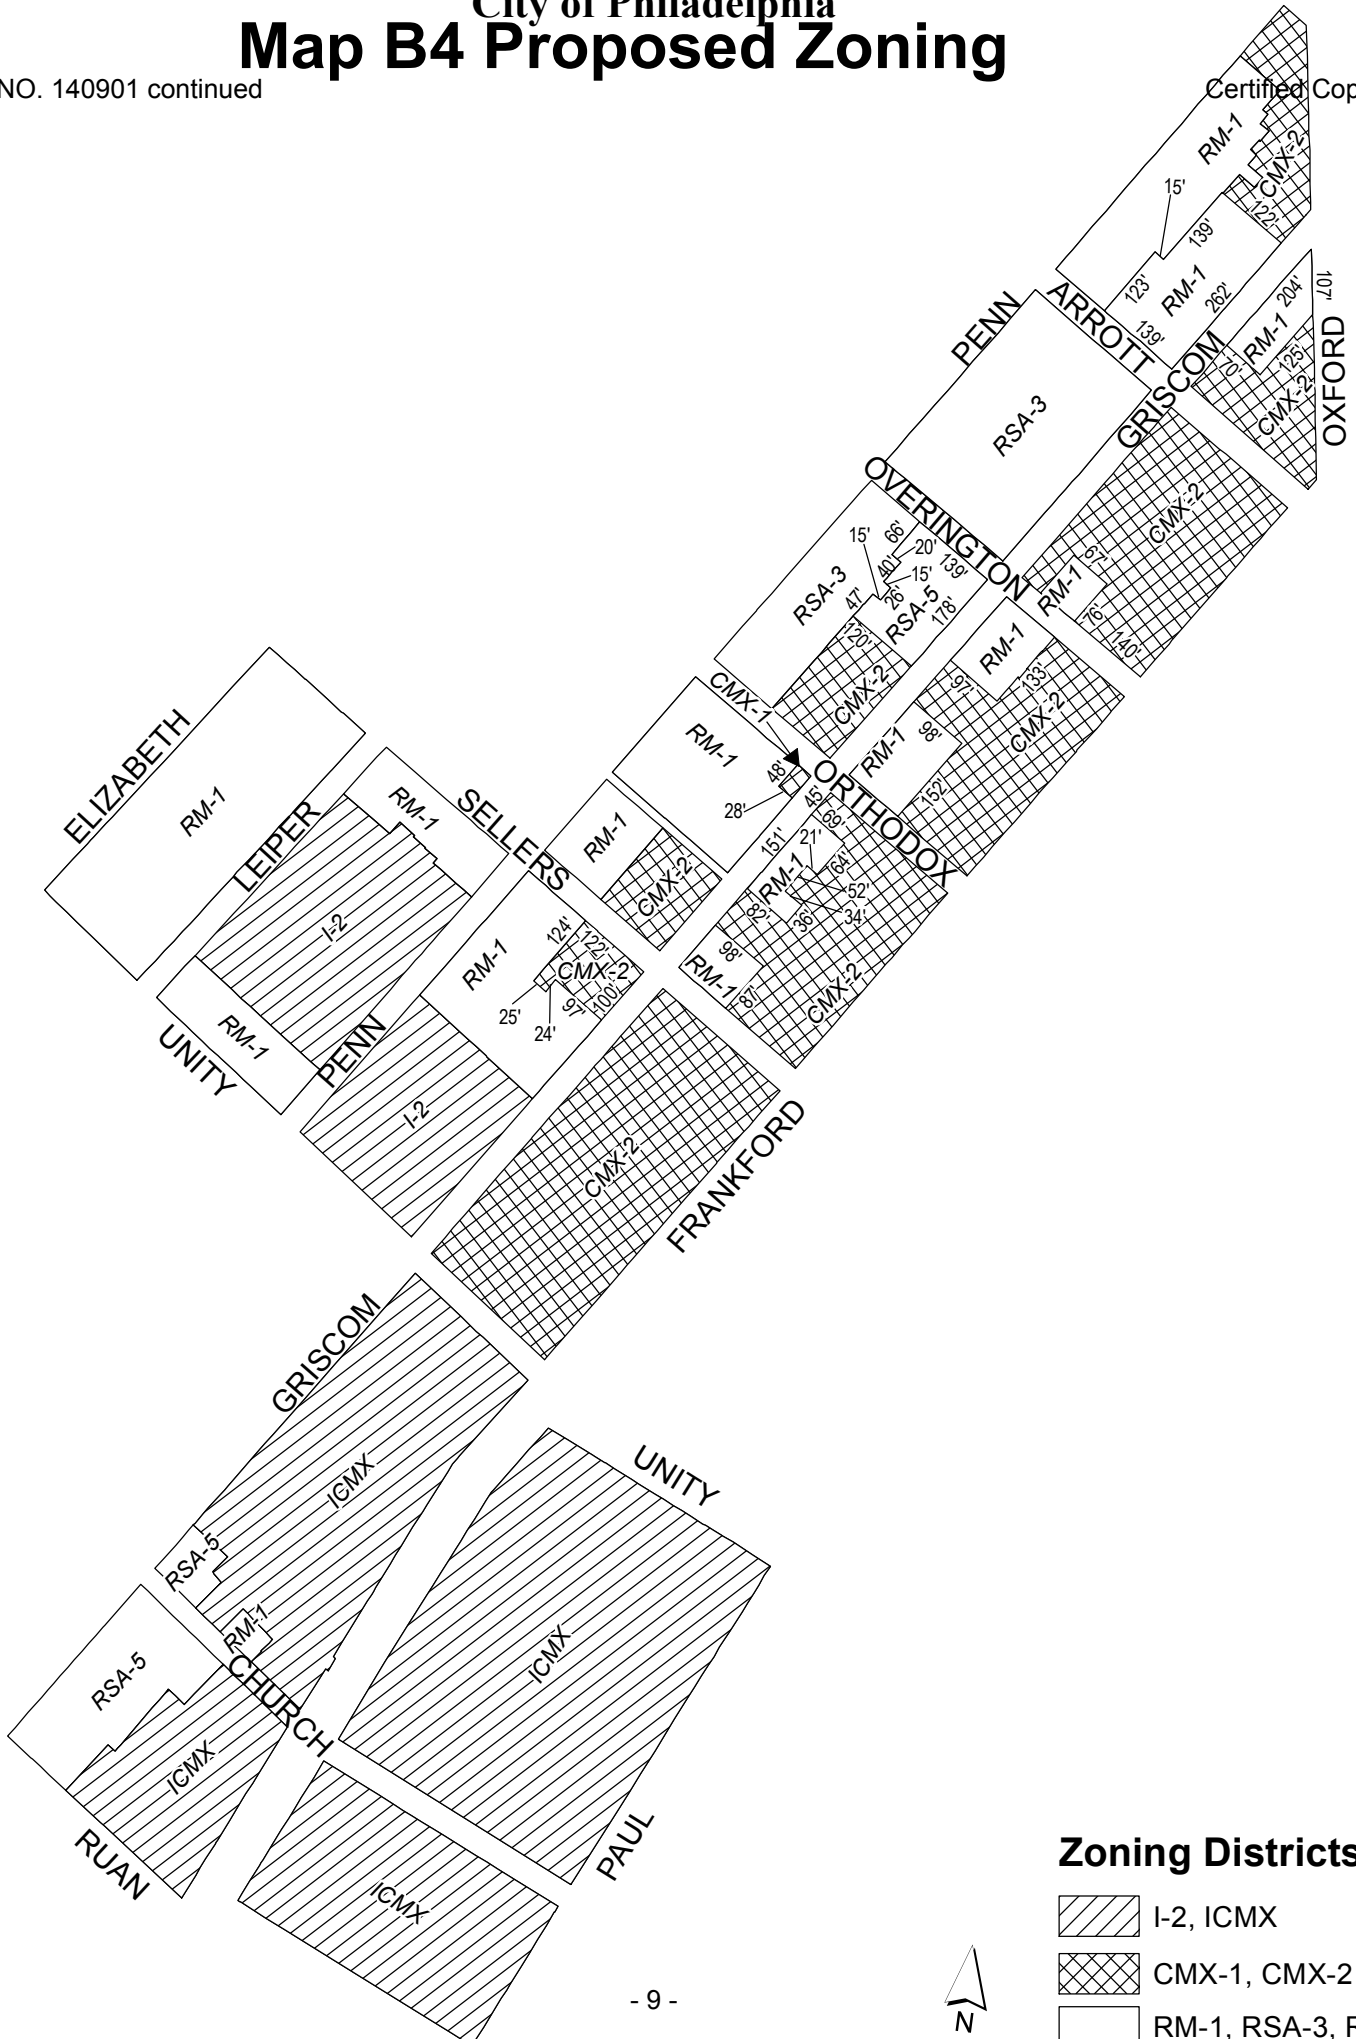 City of Philadelphia
Map B4 Proposed Zoning
NO. 140901 continued
Certified Cop
RM-1
CMX-2
15'
122'
139'
123'
RM-1
262'
139'
204'
107'
RM-1
PENN
ARROTT
GRISCOM
70'
125'
CMX-2
OXFORD
RSA-3
OVERINGTON
CMX-2
15'
66'
20'
139'
40'
15'
RSA-3
47'
26'
RSA-5
178'
67'
RM-1
76'
140'
120'
RM-1
CMX-2
97'
133'
CMX-2
CMX-1
RM-1
RM-1
98'
ORTHODOX
48'
28'
45'
152'
69'
ELIZABETH
RM-1
LEIPER
RM-1
SELLERS
RM-1
CMX-2
151'
21'
RM-1
64'
52'
34'
82'
36'
I-2
RM-1
124'
122'
CMX-2
98'
RM-1
87'
CMX-2
25'
24'
97'
100'
UNITY
RM-1
PENN
I-2
CMX-2
FRANKFORD
GRISCOM
ICMX
UNITY
RSA-5
RM-1
ICMX
RSA-5
CHURCH
ICMX
RUAN
PAUL
ICMX
Zoning Districts
I-2, ICMX
CMX-1, CMX-2
RM-1, RSA-3, R
N
- 9 -